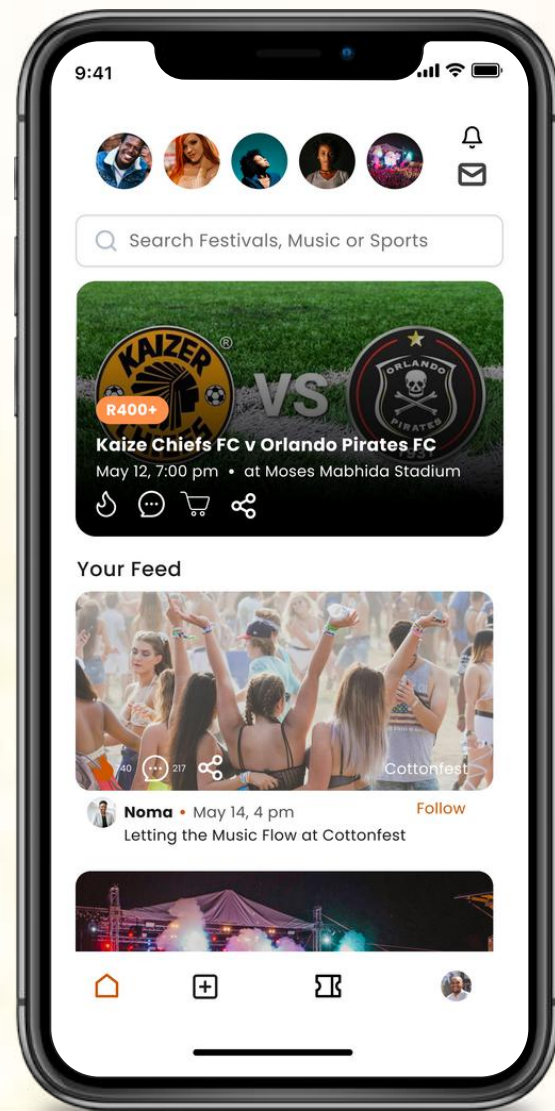 9:41
Search Festivals, Music or Sports
KAIZER
®
VS
ORLANDO
PIRATES
1937
R400+
Kaize Chiefs FC v Orlando Pirates FC
May 12, 7:00 pm • at Moses Mabhida Stadium
Your Feed
740
217
Cottonfest
Noma • May 14, 4 pm
Follow
Letting the Music Flow at Cottonfest